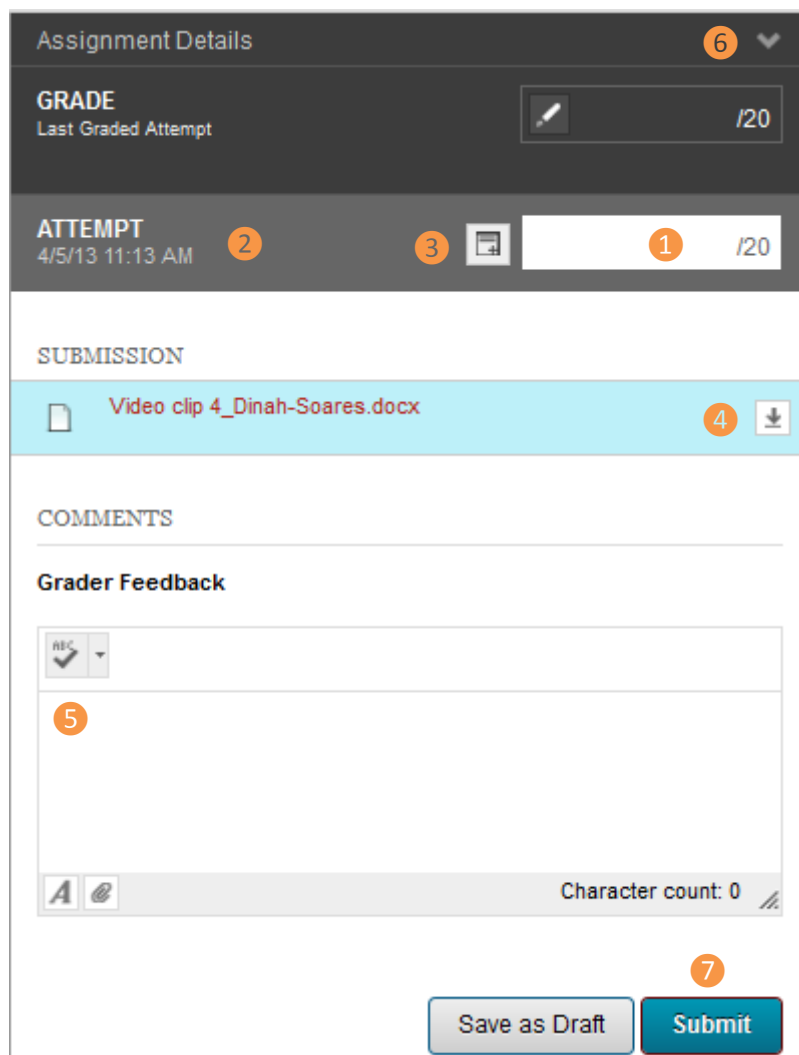 Assignment Details 6
GRADE
Last Graded Attempt
/20
ATTEMPT
4/5/13 11:13 AM
2
3
1
/20
SUBMISSION
Video clip 4_Dinah-Soares.docx
4
COMMENTS
Grader Feedback
ABC
5
A
Character count: 0
7
Save as Draft
Submit